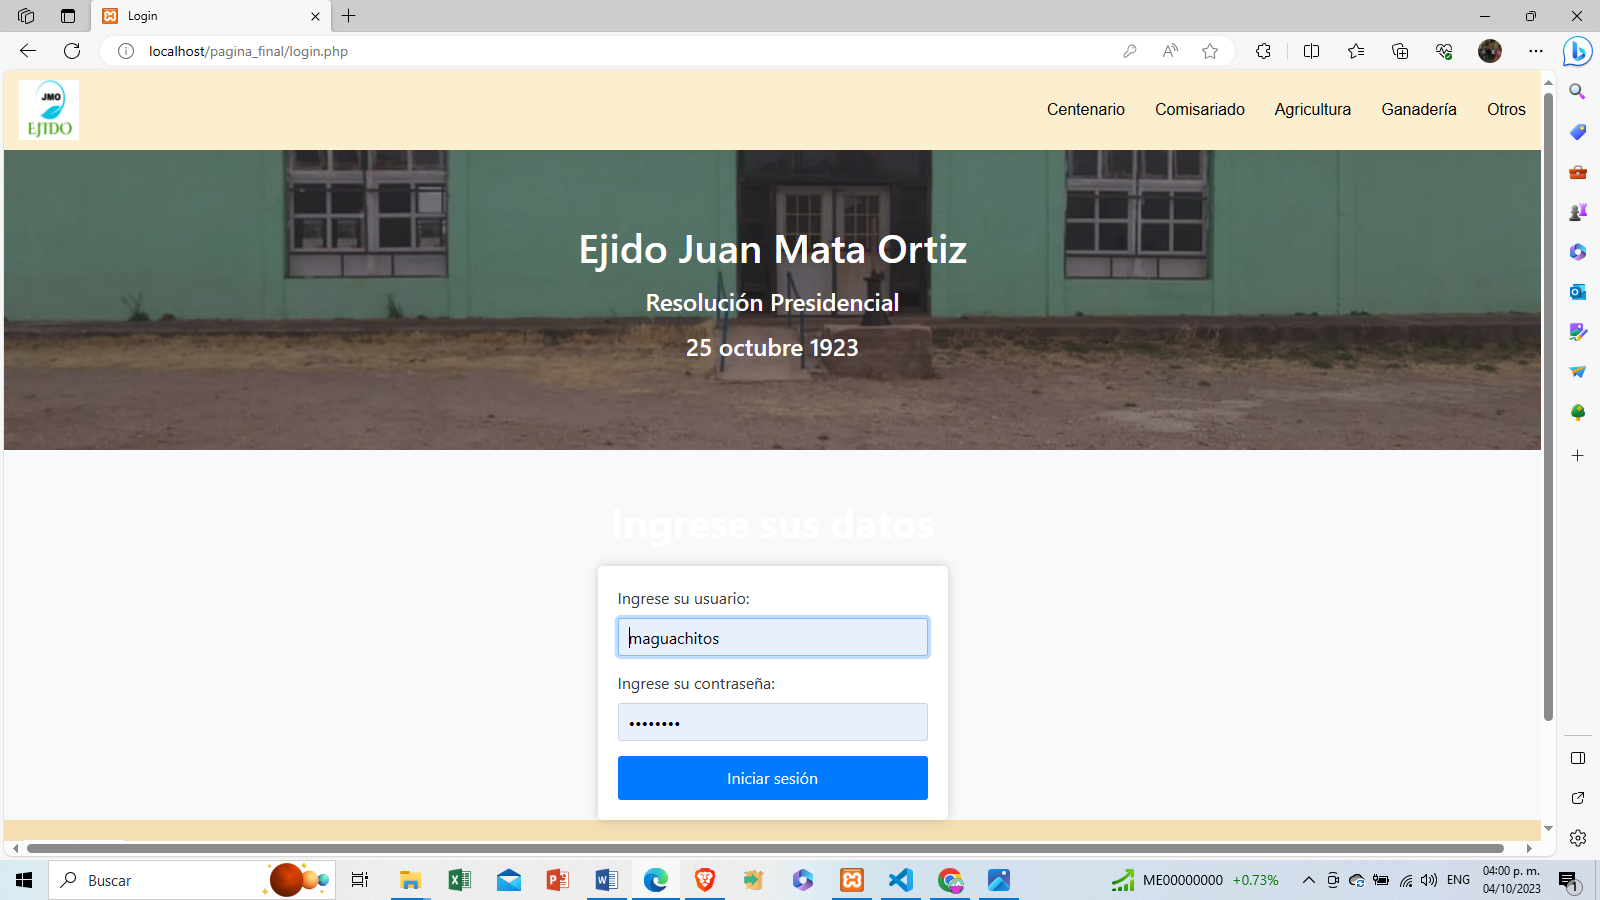 Login
localhost/pagina_final/login.php
JMO
EJIDO
Centenario Comisariado Agricultura Ganadería Otros
Ejido Juan Mata Ortiz
Resolución Presidencial
25 octubre 1923
Ingrese sus datos
Ingrese su usuario:
maguachitos
Ingrese su contraseña:
••••••••
Iniciar sesión
Buscar
ME00000000 +0.73%
ENG
04:00 p. m.
04/10/2023
1